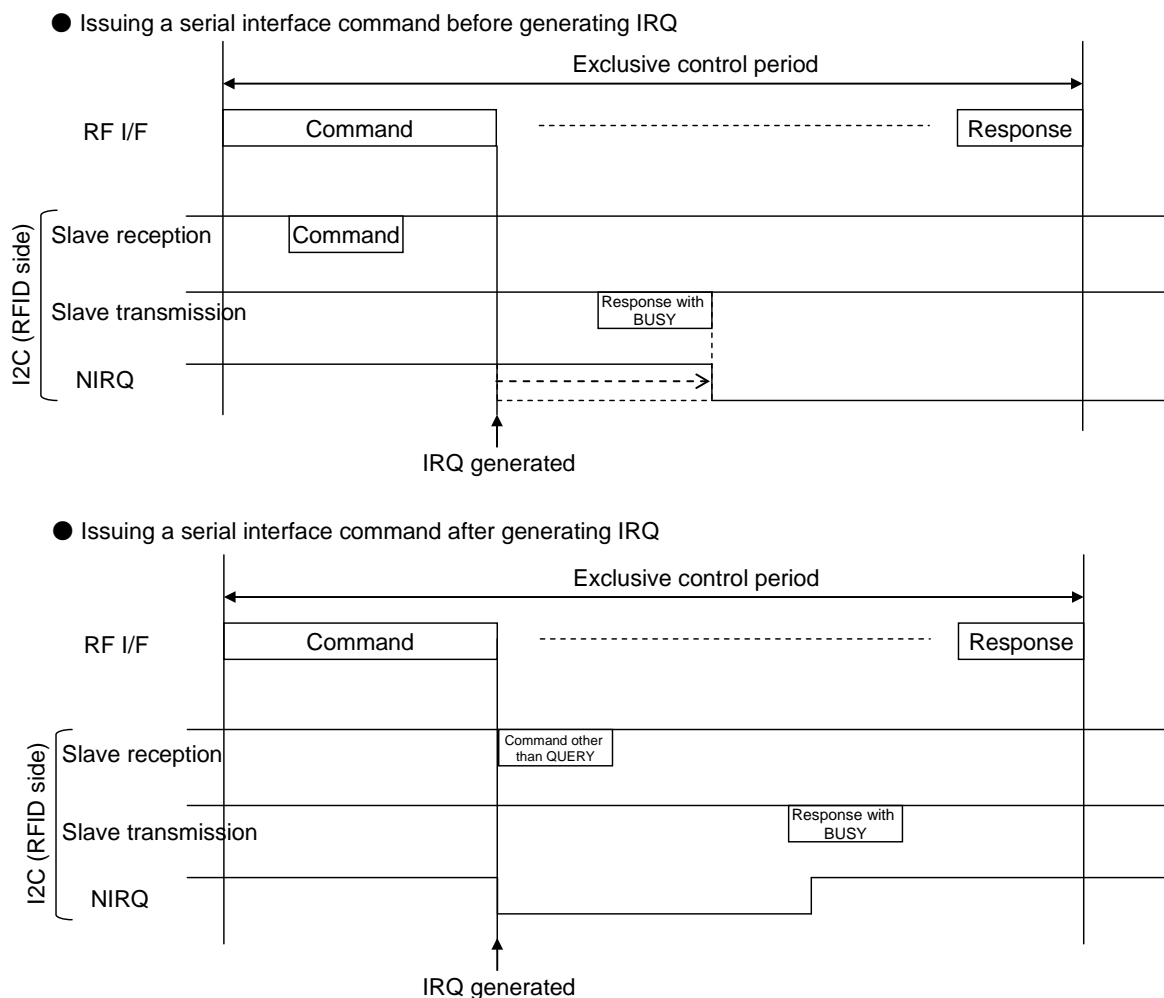 ● Issuing a serial interface command before generating IRQ
Exclusive control period
RF I/F
Command
Response
I2C (RFID side)
Slave reception
Command
Slave transmission
Response with
BUSY
NIRQ
IRQ generated
● Issuing a serial interface command after generating IRQ
Exclusive control period
RF I/F
Command
Response
I2C (RFID side)
Slave reception
Command other
than QUERY
Slave transmission
Response with
BUSY
NIRQ
IRQ generated